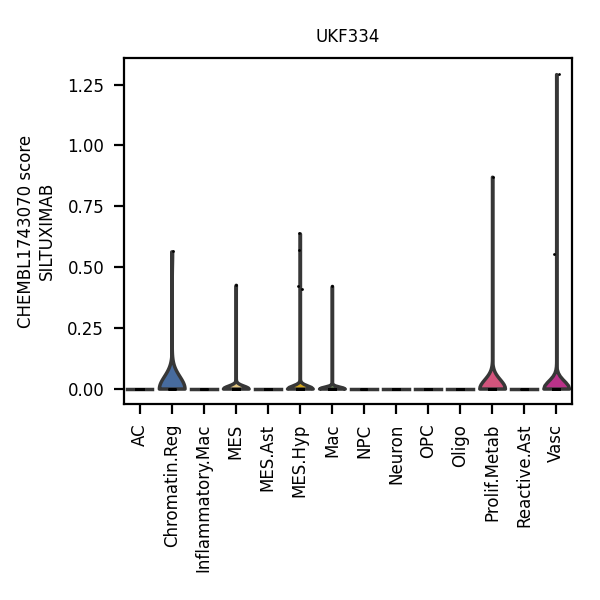 UKF334
CHEMBL1743070 score
SILTUXIMAB
1.25
1.00
0.75
0.50
0.25
0.00
AC
Chromatin.Reg
Inflammatory.Mac
MES
MES.Ast
MES.Hyp
Mac
NPC
Neuron
OPC
Oligo
Prolif.Metab
Reactive.Ast
Vasc